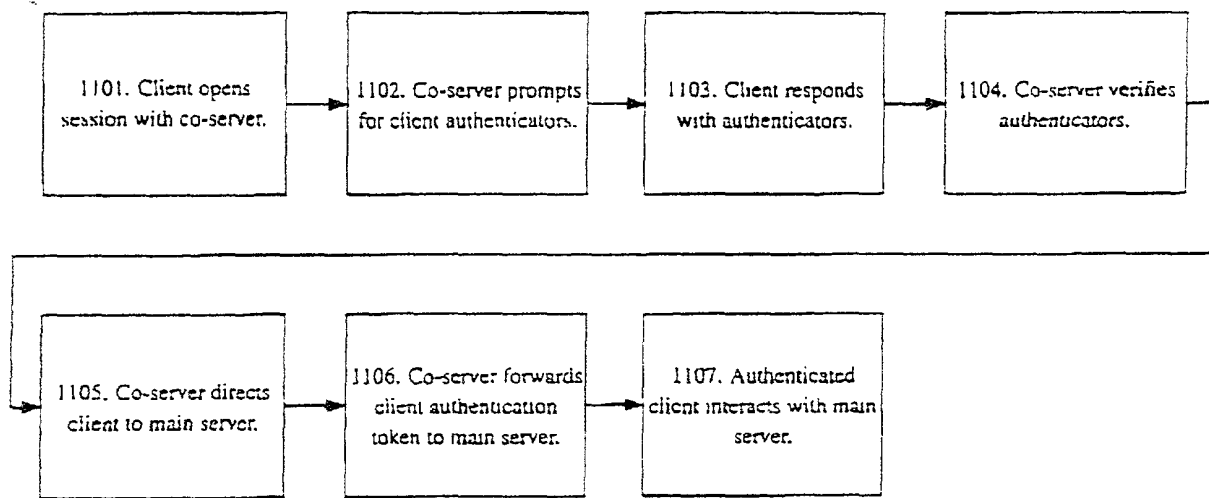 1101. Client opens
session with co-server.
1102. Co-server prompts
for client authenticators.
1103. Client responds
with authenticators.
1104. Co-server verifies
authenticators.
1105. Co-server directs
client to main server.
1106. Co-server forwards
client authentication
token to main server.
1107. Authenticated
client interacts with main
server.